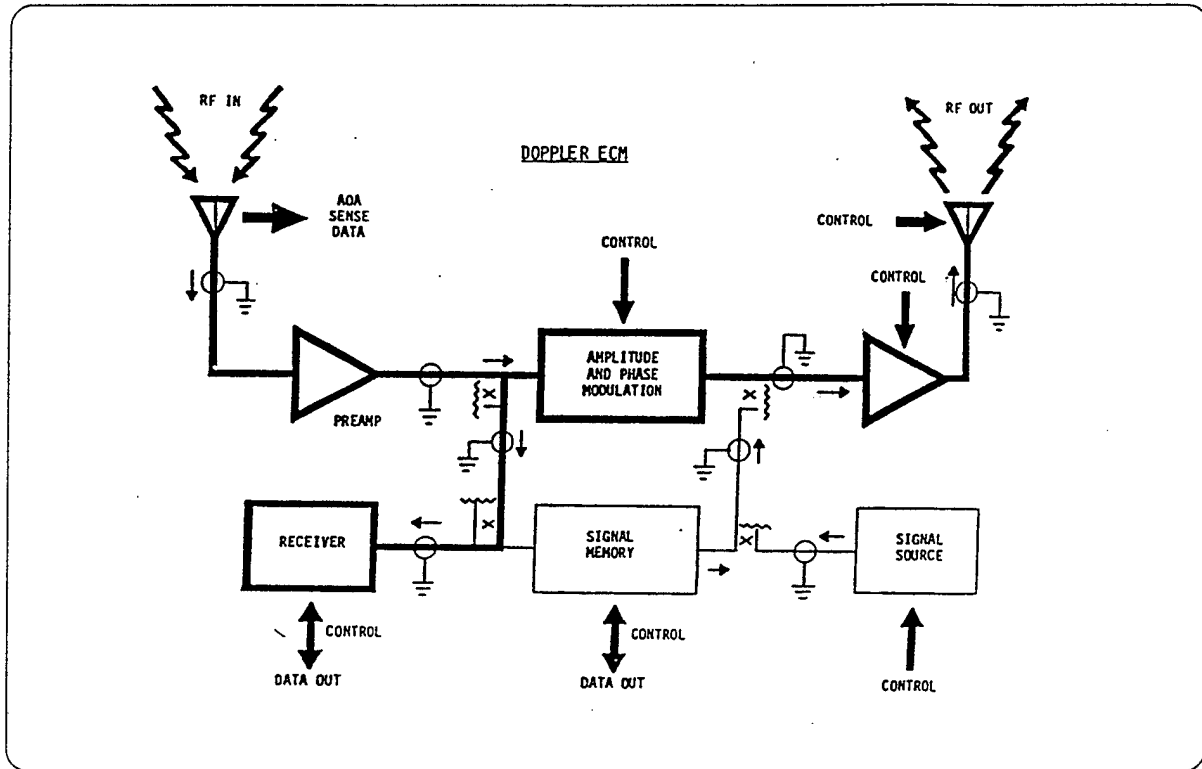 RF IN
RF OUT
DOPPLER ECM
AOA
SENSE
DATA
CONTROL
CONTROL
CONTROL
AMPLITUDE
AND PHASE
MODULATION
PREAMP
X
X
X
X
RECEIVER
SIGNAL
MEMORY
SIGNAL
SOURCE
CONTROL
DATA OUT
CONTROL
DATA OUT
CONTROL